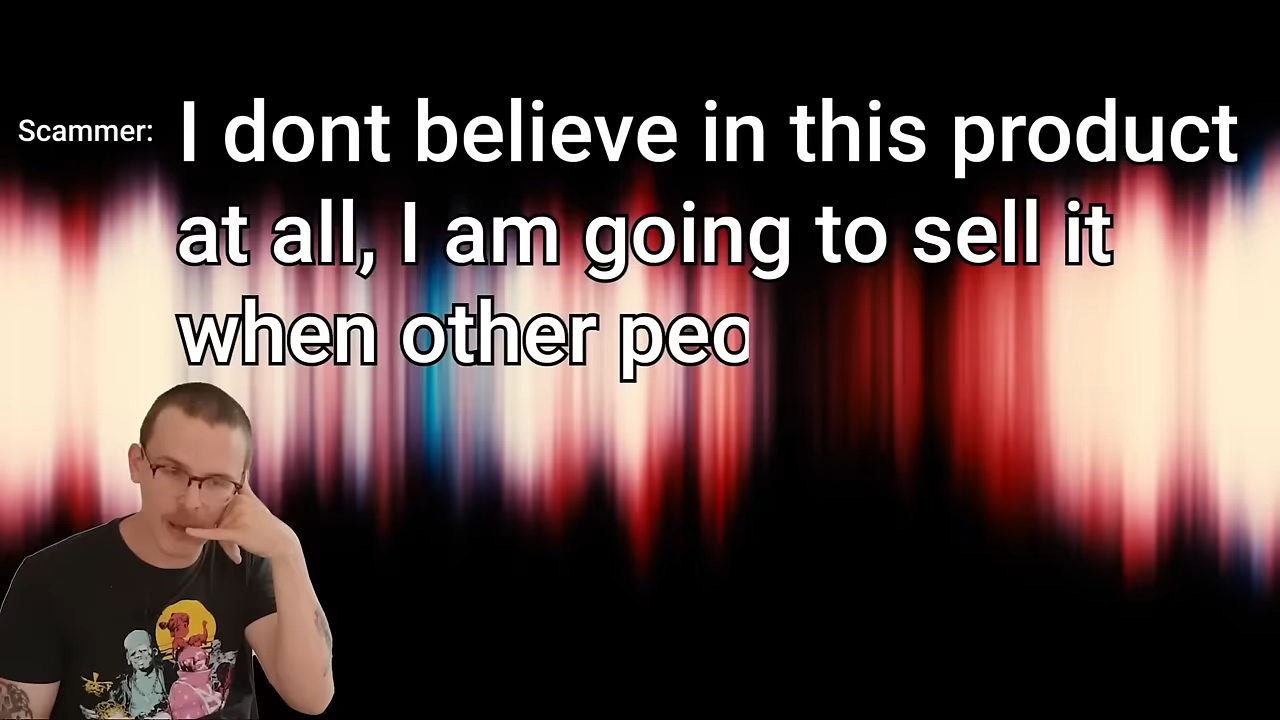 Scammer: I dont believe in this product
at all, I am going to sell it
when other peo